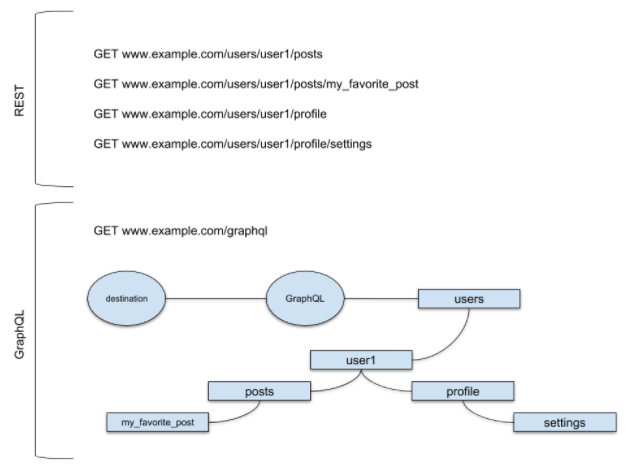 REST
GET www.example.com/users/user1/posts
GET www.example.com/users/user1/posts/my_favorite_post
GET www.example.com/users/user1/profile
GET www.example.com/users/user1/profile/settings
GraphQL
GET www.example.com/graphql
destination
GraphQL
users
user1
posts
profile
my_favorite_post
settings